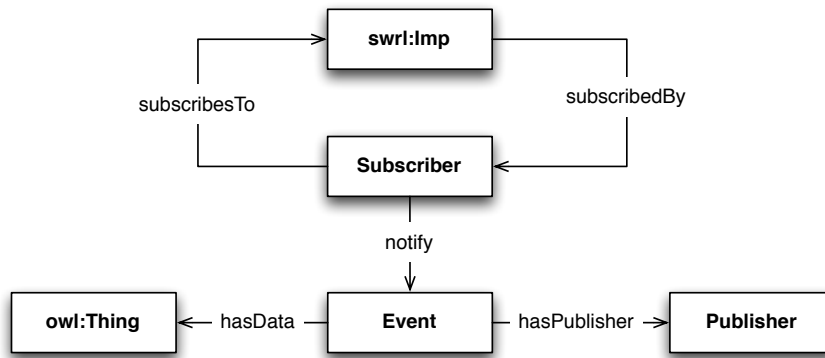 swrl:Imp
subscribesTo
subscribedBy
Subscriber
notify
owl:Thing
hasData
Event
hasPublisher
Publisher